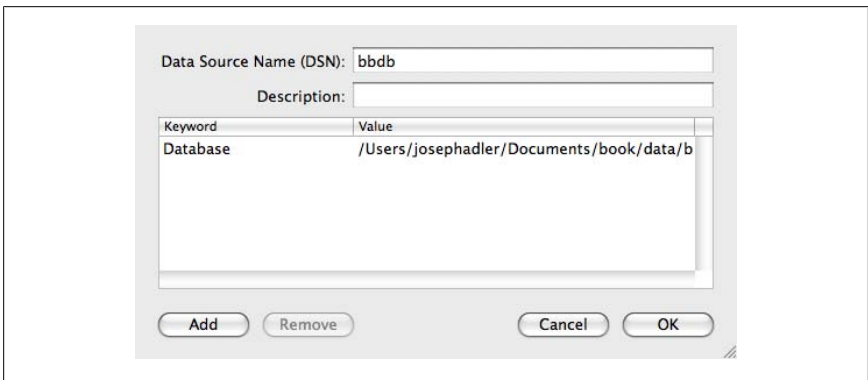 Data Source Name (DSN): bbdb
Description:
Keyword Value
Database /Users/josephadler/Documents/book/data/b
Add Remove Cancel OK